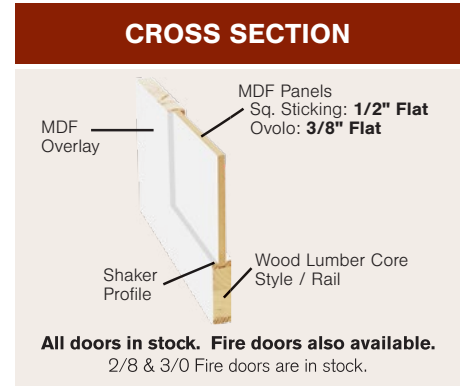 CROSS SECTION
MDF Panels
Sq. Sticking: 1/2" Flat
Ovolo: 3/8" Flat
MDF
Overlay
Wood Lumber Core
Style / Rail
Shaker
Profile
All doors in stock. Fire doors also available.
2/8 & 3/0 Fire doors are in stock.